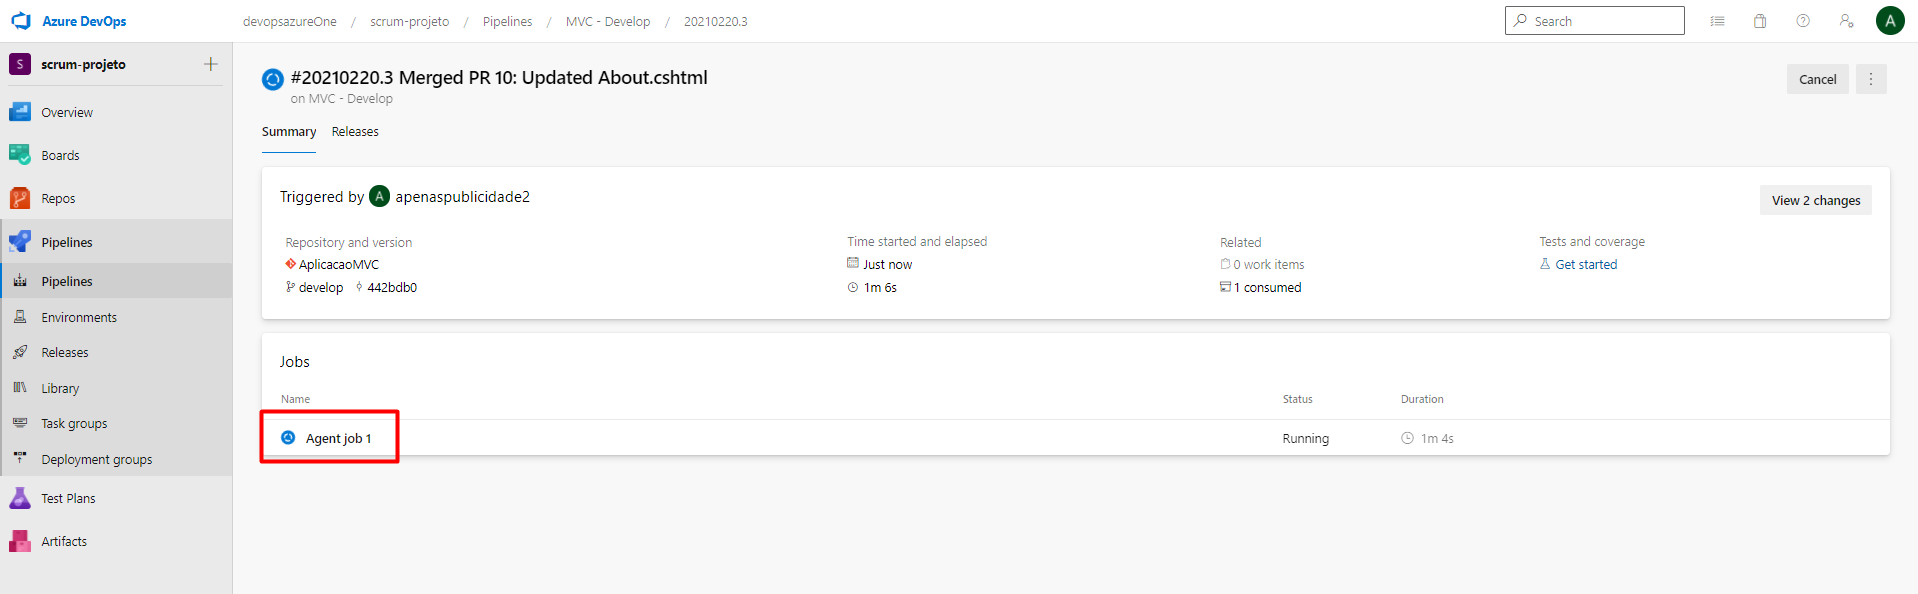 Azure DevOps
devopsazureOne / scrum-projeto / Pipelines / MVC - Develop / 20210220.3
Search
A
S scrum-projeto
Overview
Boards
Repos
Pipelines
Pipelines
Environments
Releases
Library
Task groups
Deployment groups
Test Plans
Artifacts
#20210220.3 Merged PR 10: Updated About.cshtml
on MVC - Develop
Cancel
Summary Releases
Triggered by A apenaspublicidade2
View 2 changes
Repository and version
AplicacaoMVC
develop 442bdb0
Time started and elapsed
Just now
1m 6s
Related
0 work items
1 consumed
Tests and coverage
Get started
Jobs
Name Status Duration
Agent job 1 Running 1m 4s